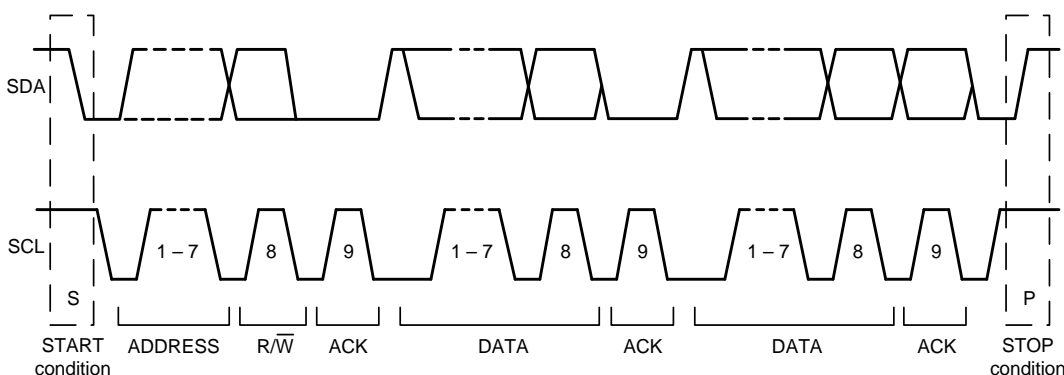 SDA
SCL
1 – 7
8
9
1 – 7
8
9
1 – 7
8
9
S
P
START
condition
ADDRESS
R/W̅
ACK
DATA
ACK
DATA
ACK
STOP
condition